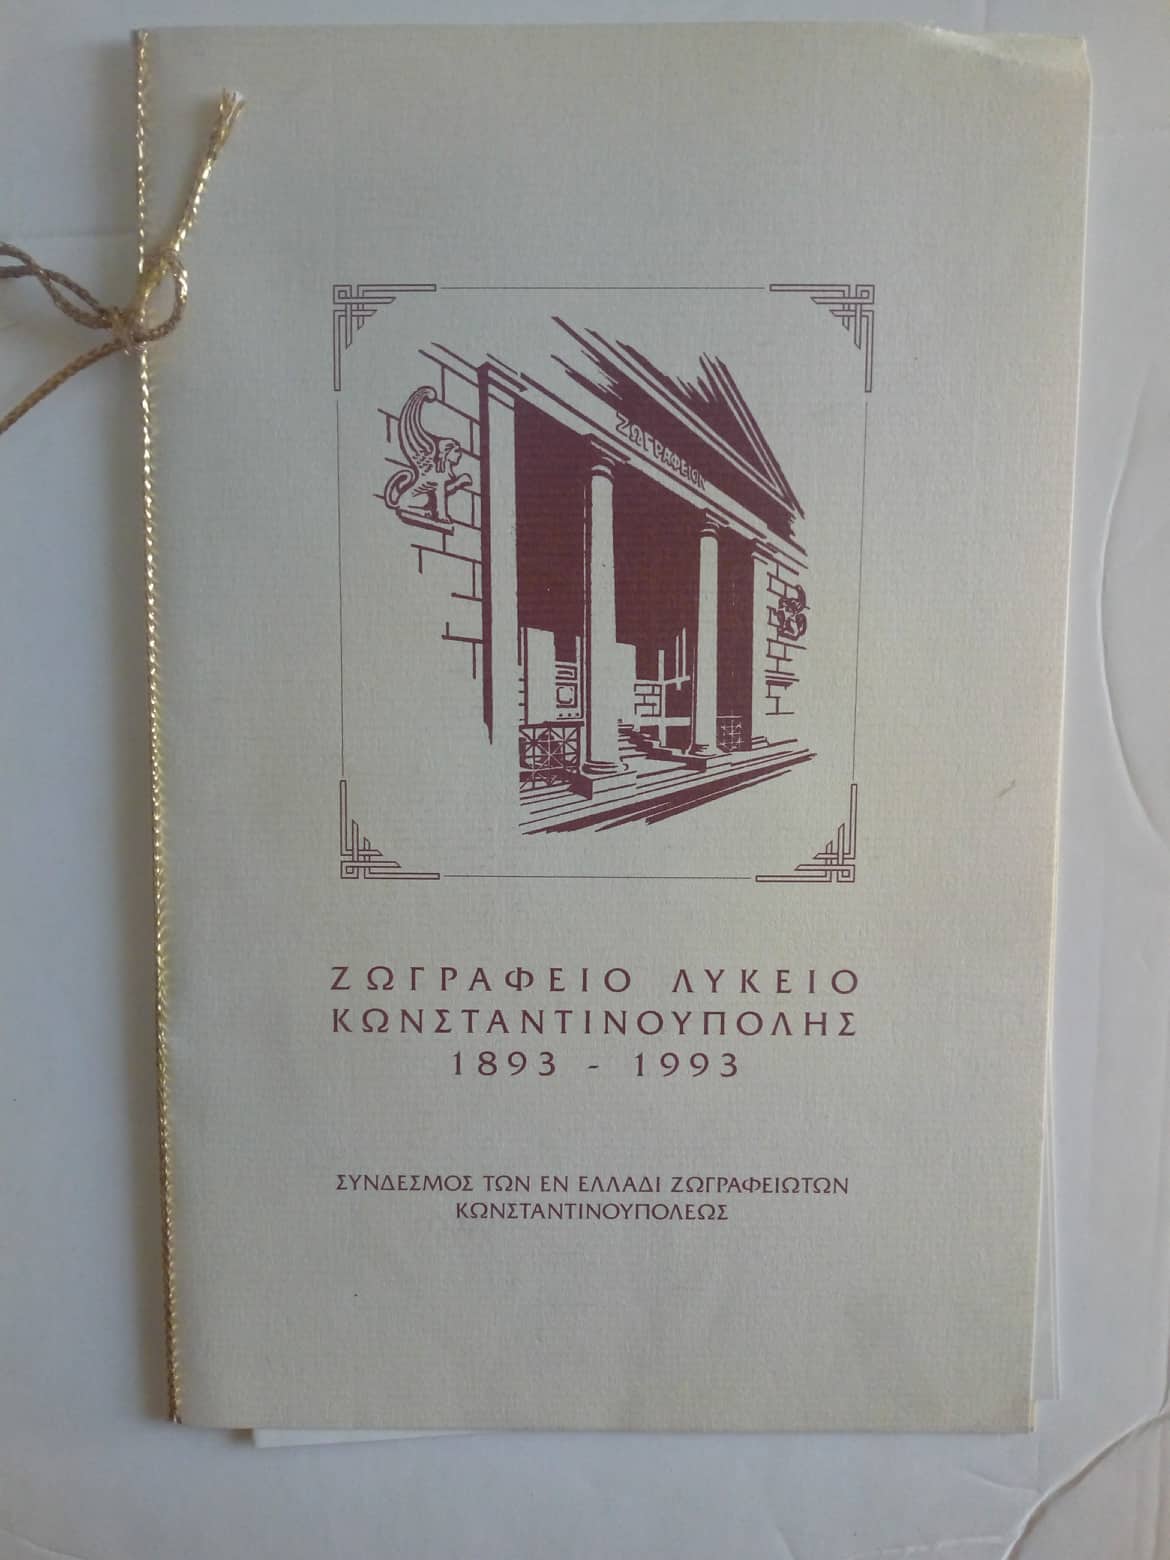 ΖΩΓΡΑΦΕΙΟΝ
ΖΩΓΡΑΦΕΙΟ ΛΥΚΕΙΟ
ΚΩΝΣΤΑΝΤΙΝΟΥΠΟΛΗΣ
1893 - 1993
ΣΥΝΔΕΣΜΟΣ ΤΩΝ ΕΝ ΕΛΛΑΔΙ ΖΩΓΡΑΦΕΙΩΤΩΝ
ΚΩΝΣΤΑΝΤΙΝΟΥΠΟΛΕΩΣ